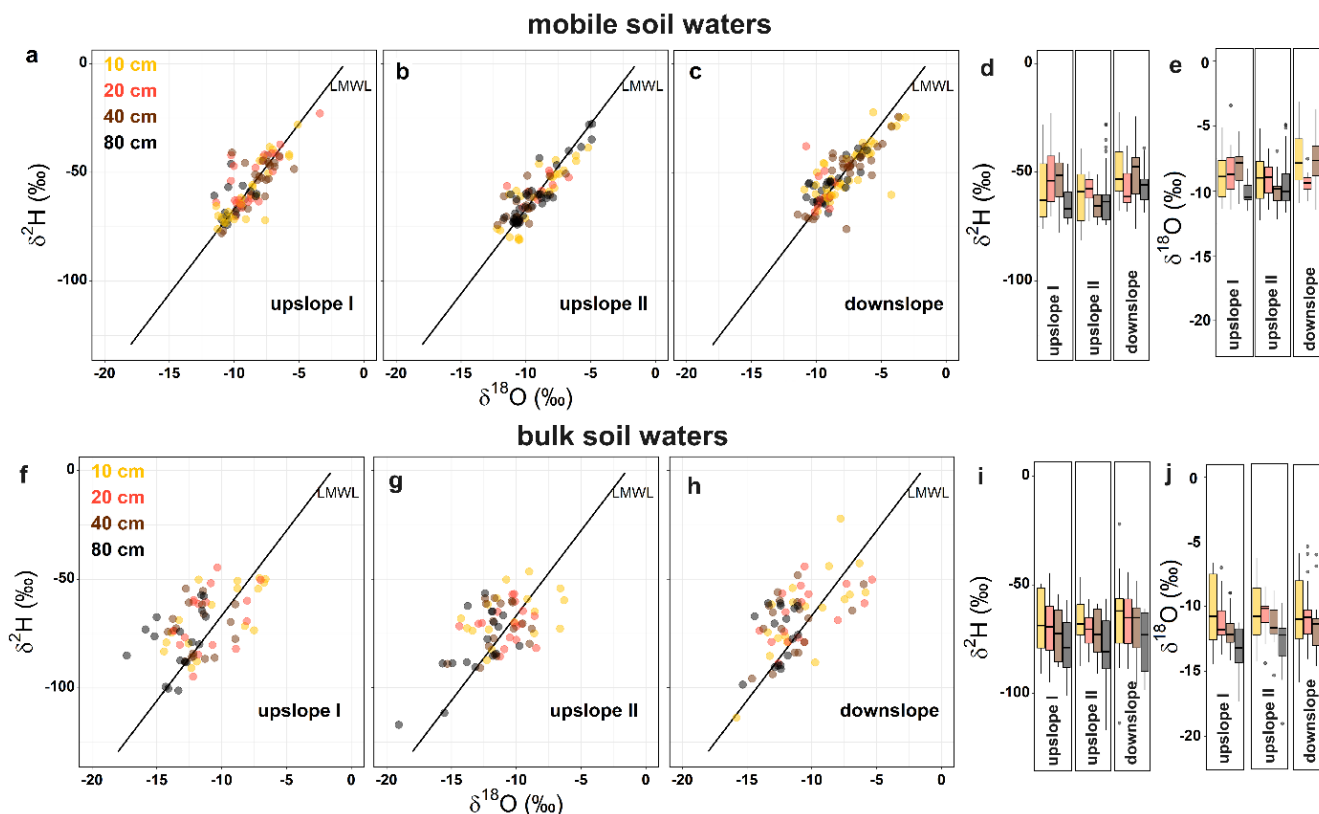 mobile soil waters
a
10 cm
20 cm
40 cm
80 cm
b
c
d
e
LMWL
LMWL
LMWL
upslope I
upslope II
downslope
δ²H (‰)
0
-50
-100
-20
-15
-10
-5
0
-20
-15
-10
-5
0
-20
-15
-10
-5
0
δ¹⁸O (‰)
δ²H (‰)
0
-50
-100
upslope I
upslope II
downslope
δ¹⁸O (‰)
0
-5
-10
-15
-20
upslope I
upslope II
downslope
bulk soil waters
f
10 cm
20 cm
40 cm
80 cm
g
h
i
j
LMWL
LMWL
LMWL
upslope I
upslope II
downslope
δ²H (‰)
0
-50
-100
-20
-15
-10
-5
0
-20
-15
-10
-5
0
-20
-15
-10
-5
0
δ¹⁸O (‰)
δ²H (‰)
0
-50
-100
upslope I
upslope II
downslope
δ¹⁸O (‰)
0
-5
-10
-15
-20
upslope I
upslope II
downslope